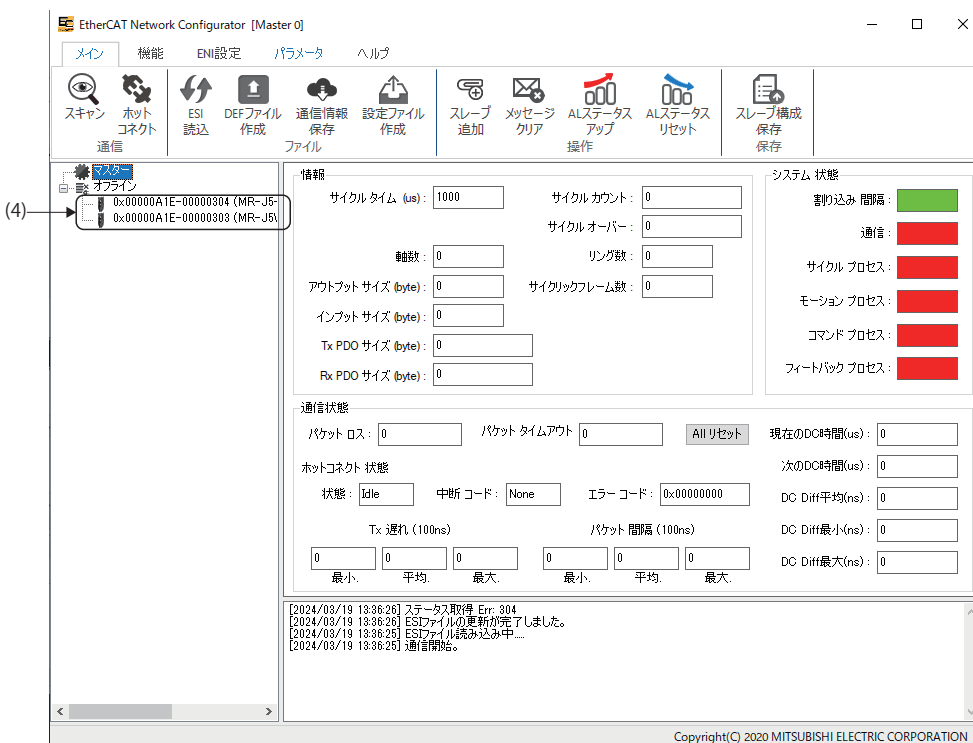 EtherCAT Network Configurator [Master 0]
メイン 機能 ENI設定 パラメータ ヘルプ
スキャン ホットコネクト ESI読込 DEFファイル作成 通信情報保存 設定ファイル作成 スレーブ追加 メッセージクリア ALステータスアップ ALステータスリセット スレーブ構成保存
通信 ファイル 操作 保存
マスター
オフライン
(4)
0x00000A1E-00000304 (MR-J5-
0x00000A1E-00000303 (MR-J5\
情報
サイクル タイム (us) : 1000 サイクル カウント : 0
サイクル オーバー : 0
軸数 : 0 リング数 : 0
アウトプット サイズ (byte) : 0 サイクリックフレーム数 : 0
インプット サイズ (byte) : 0
Tx PDO サイズ (byte) : 0
Rx PDO サイズ (byte) : 0
システム 状態
割り込み 間隔 :
通信 :
サイクル プロセス :
モーション プロセス :
コマンド プロセス :
フィードバック プロセス :
通信状態
パケット ロス : 0 パケット タイムアウト 0 All リセット 現在のDC時間(us) : 0
ホットコネクト 状態 次のDC時間(us) : 0
状態 : Idle 中断 コード : None エラー コード : 0x00000000 DC Diff平均(ns) : 0
Tx 遅れ (100ns) パケット 間隔 (100ns) DC Diff最小(ns) : 0
0 0 0 0 0 0 DC Diff最大(ns) : 0
最小. 平均. 最大. 最小. 平均. 最大.
[2024/03/19 13:36:26] ステータス取得 Err: 304
[2024/03/19 13:36:26] ESIファイルの更新が完了しました。
[2024/03/19 13:36:25] ESIファイル読み込み中.....
[2024/03/19 13:36:25] 通信開始。
Copyright(C) 2020 MITSUBISHI ELECTRIC CORPORATION